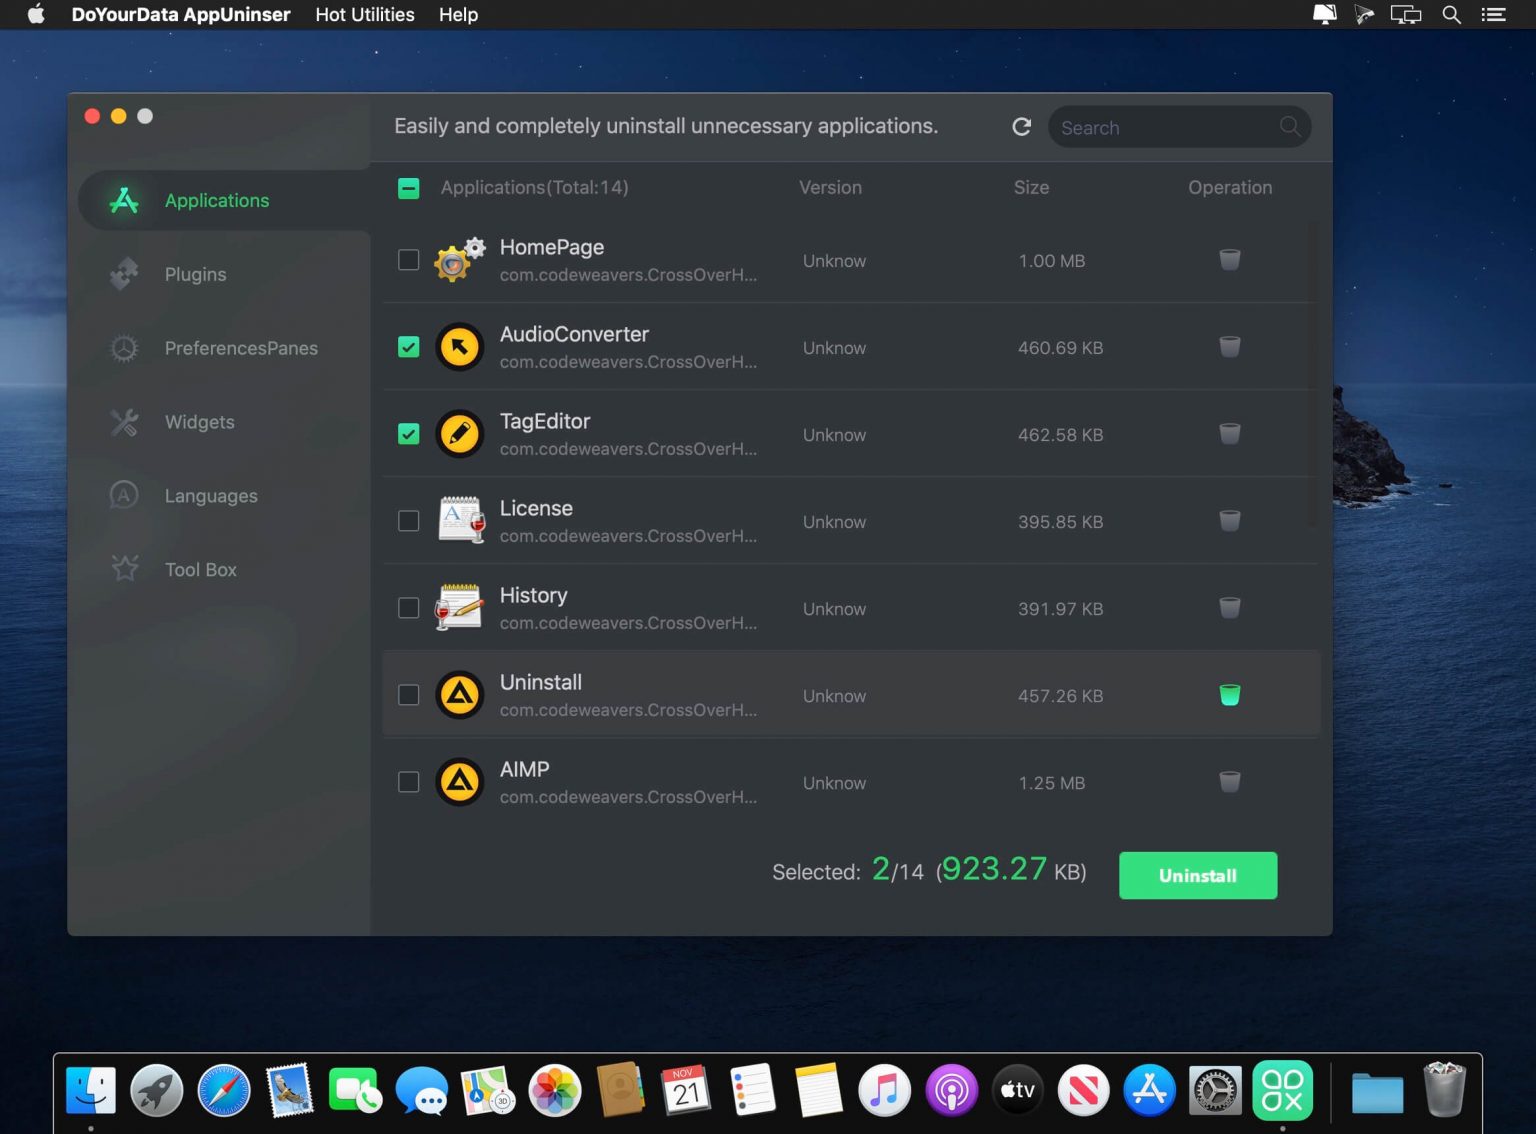 DoYourData AppUninser Hot Utilities Help
Easily and completely uninstall unnecessary applications.
Search
Applications
Plugins
PreferencesPanes
Widgets
Languages
Tool Box
Applications(Total:14) Version Size Operation
HomePage
com.codeweavers.CrossOverH... Unknow 1.00 MB
AudioConverter
com.codeweavers.CrossOverH... Unknow 460.69 KB
TagEditor
com.codeweavers.CrossOverH... Unknow 462.58 KB
License
com.codeweavers.CrossOverH... Unknow 395.85 KB
History
com.codeweavers.CrossOverH... Unknow 391.97 KB
Uninstall
com.codeweavers.CrossOverH... Unknow 457.26 KB
AIMP
com.codeweavers.CrossOverH... Unknow 1.25 MB
Selected: 2/14 (923.27 KB)
Uninstall
3D
NOV
21
tv